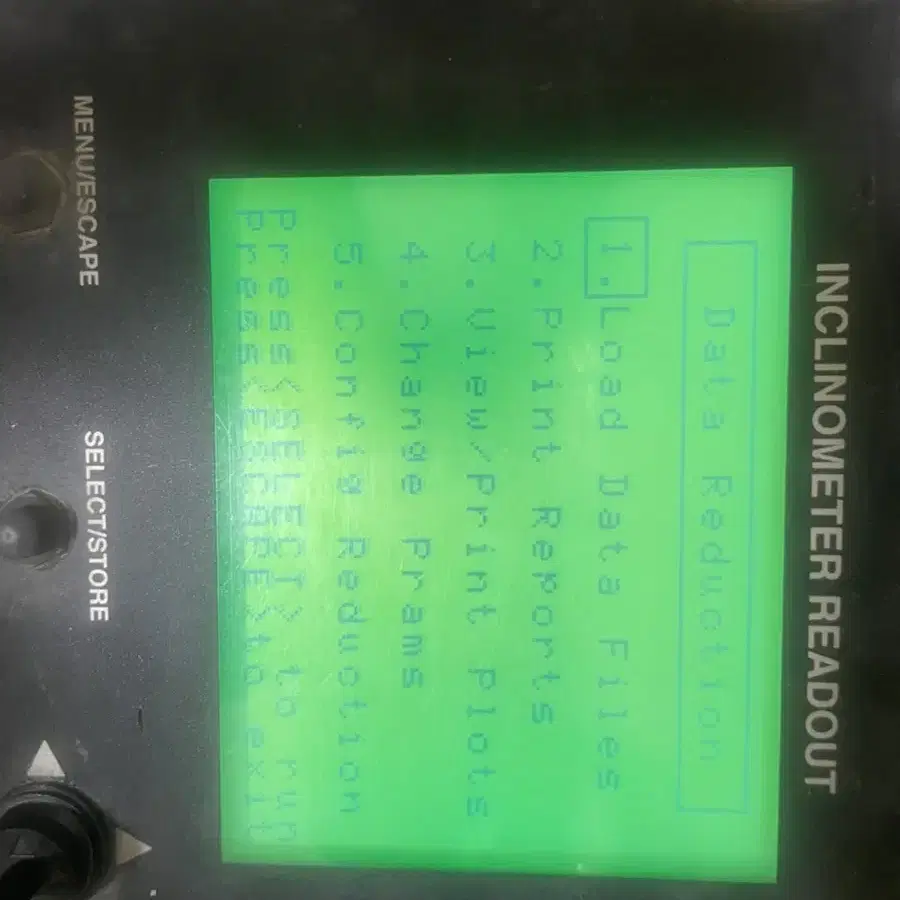 INCLINOMETER READOUT
Data Reduction
1.Load Data Files
2.Print Reports
3.View/Print Plots
4.Change Prams
5.Config Reduction
Press <SELECT> to run
Press <ESCAPE>to exit
MENU/ESCAPE
SELECT/STORE